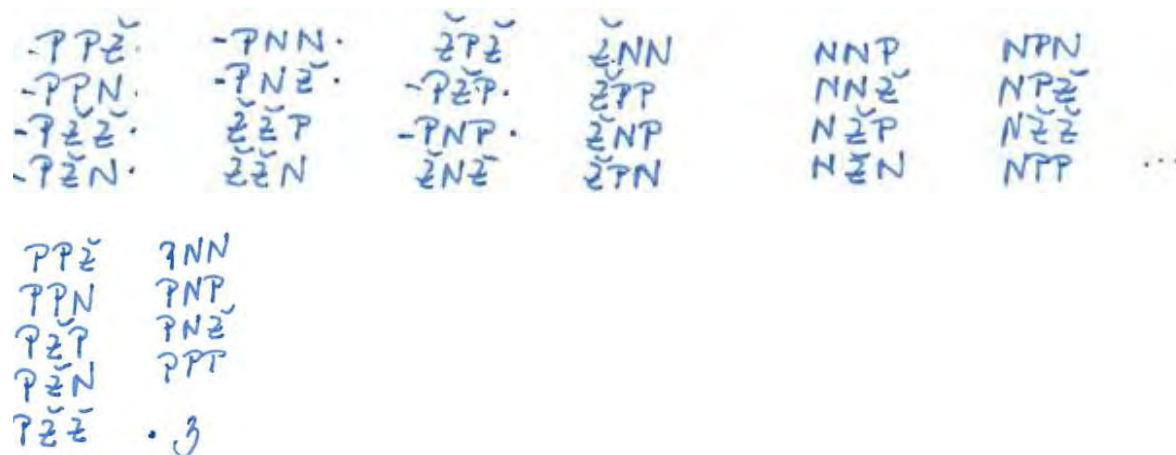 -PPŽ. -PNN. ŽPŽ ŽNN NNP NPN
-PPN. -PNŽ. -PŽP. ŽPP NNŽ NPŽ
-PŽŽ. ŽŽP -PNP. ŽNP NŽP NŽŽ
-PŽN. ŽŽN ŽNŽ ŽPN NŽN NPP ...
PPŽ PNN
PPN PNP
PŽP PNŽ
PŽN PPP
PŽŽ . 3